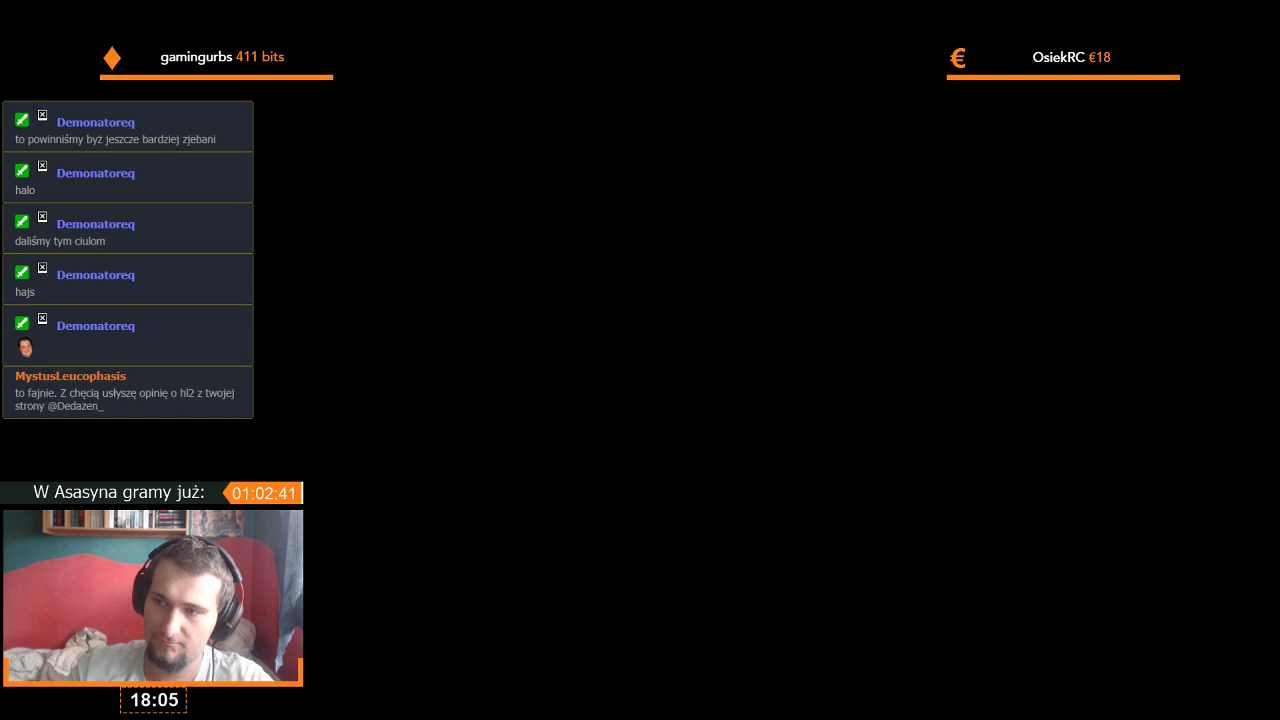 gamingurbs 411 bits
€ OsiekRC €18
Demonatoreq
to powinniśmy byż jeszcze bardziej zjebani
Demonatoreq
halo
Demonatoreq
daliśmy tym ciulom
Demonatoreq
hajs
Demonatoreq
MystusLeucophasis
to fajnie. Z chęcią usłyszę opinię o hl2 z twojej
strony @Dedazen_
W Asasyna gramy już: 01:02:41
18:05